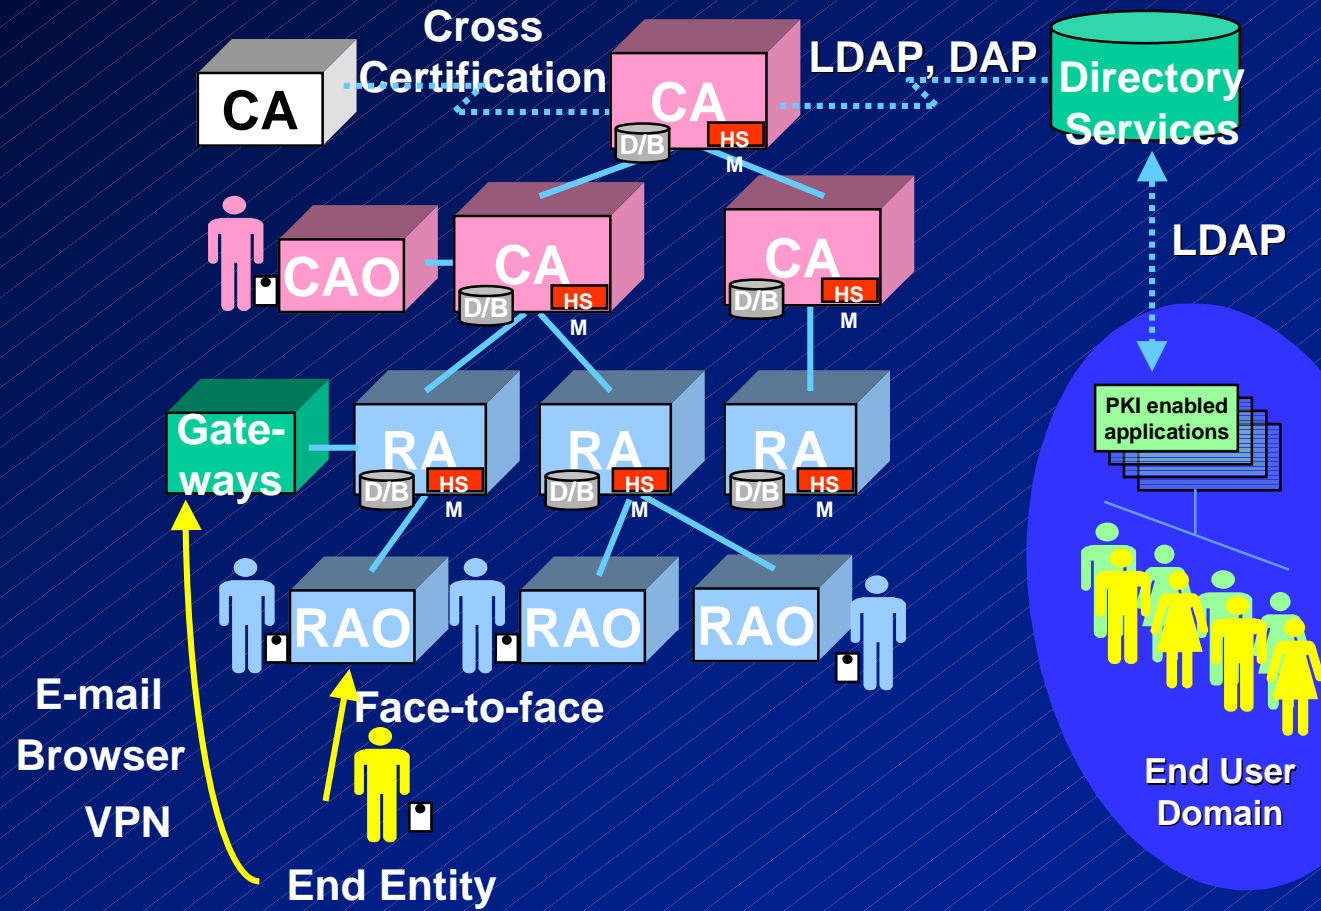 Cross
Certification
LDAP, DAP
Directory
Services
CA
CA
D/B
HS
M
LDAP
CAO
CA
D/B
HS
M
CA
D/B
HS
M
Gate-
ways
RA
D/B
HS
M
RA
D/B
HS
M
RA
D/B
HS
M
PKI enabled
applications
RAO
RAO
RAO
E-mail
Browser
VPN
Face-to-face
End Entity
End User
Domain